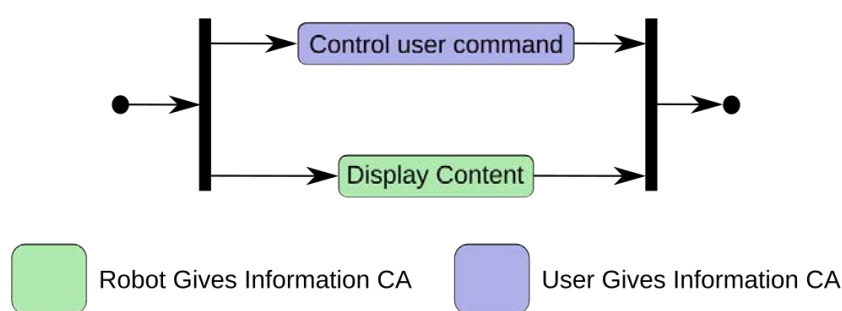 Control user command
Display Content
Robot Gives Information CA
User Gives Information CA